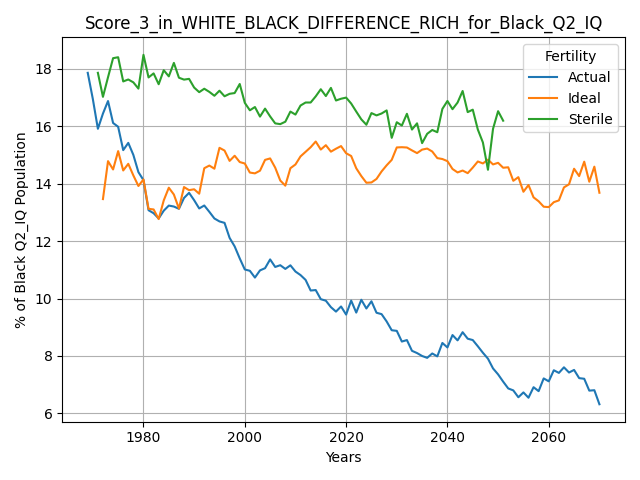 Score_3_in_WHITE_BLACK_DIFFERENCE_RICH_for_Black_Q2_IQ
Fertility
Actual
Ideal
Sterile
% of Black Q2_IQ Population
18
16
14
12
10
8
6
1980
2000
2020
2040
2060
Years